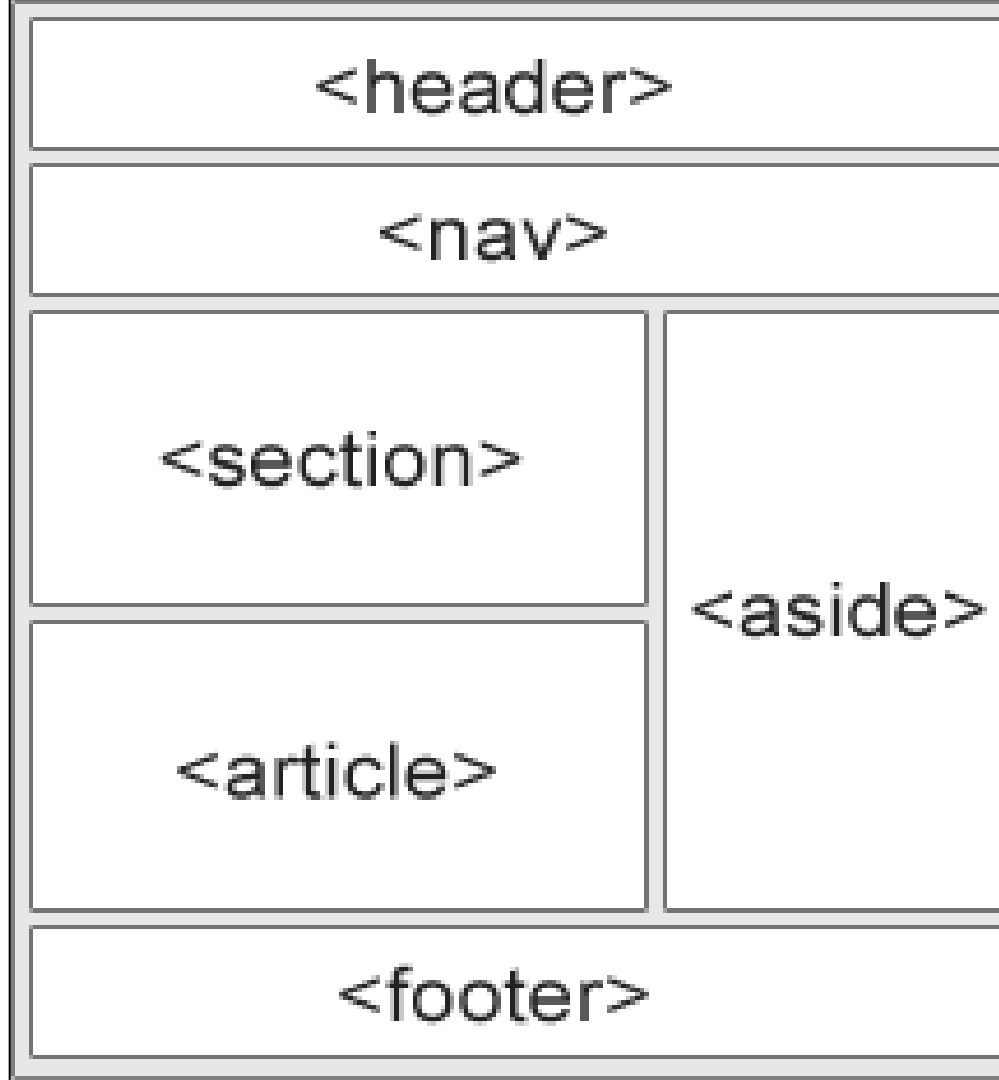 <header>
<nav>
<section>
<aside>
<article>
<footer>